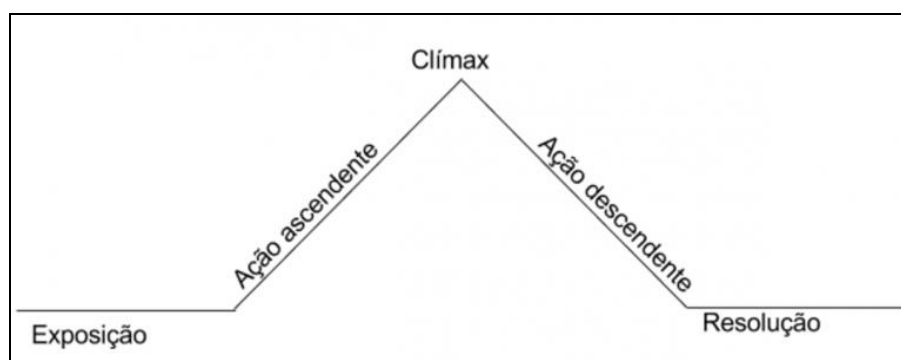 Clímax
Ação ascendente
Ação descendente
Exposição
Resolução